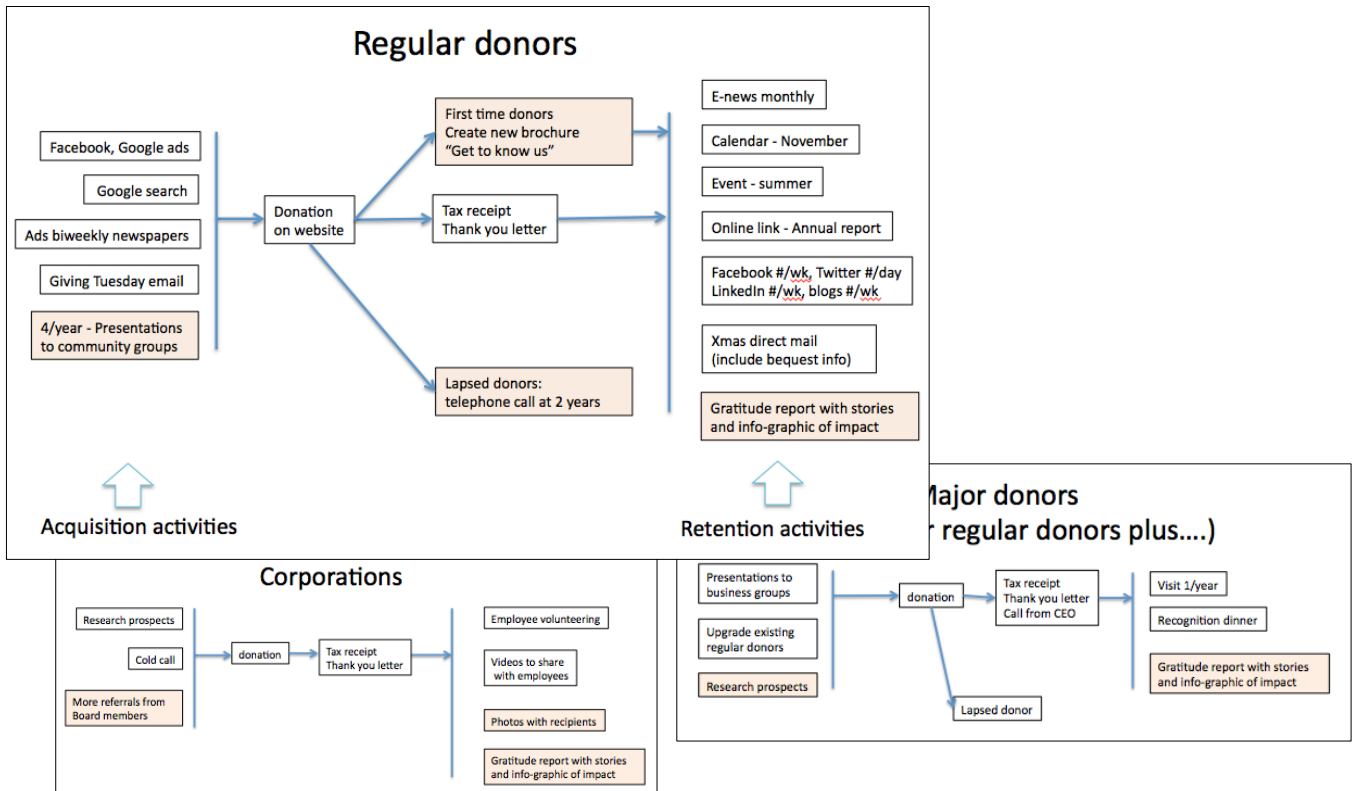 Regular donors
Facebook, Google ads
Google search
Ads biweekly newspapers
Giving Tuesday email
4/year - Presentations
to community groups
Donation
on website
First time donors
Create new brochure
“Get to know us”
Tax receipt
Thank you letter
Lapsed donors:
telephone call at 2 years
E-news monthly
Calendar - November
Event - summer
Online link - Annual report
Facebook #/wk, Twitter #/day
LinkedIn #/wk, blogs #/wk
Xmas direct mail
(include bequest info)
Gratitude report with stories
and info-graphic of impact
Acquisition activities
Retention activities
Corporations
Research prospects
Cold call
More referrals from
Board members
donation
Tax receipt
Thank you letter
Employee volunteering
Videos to share
with employees
Photos with recipients
Gratitude report with stories
and info-graphic of impact
Major donors
regular donors plus....)
Presentations to
business groups
Upgrade existing
regular donors
Research prospects
donation
Tax receipt
Thank you letter
Call from CEO
Lapsed donor
Visit 1/year
Recognition dinner
Gratitude report with stories
and info-graphic of impact